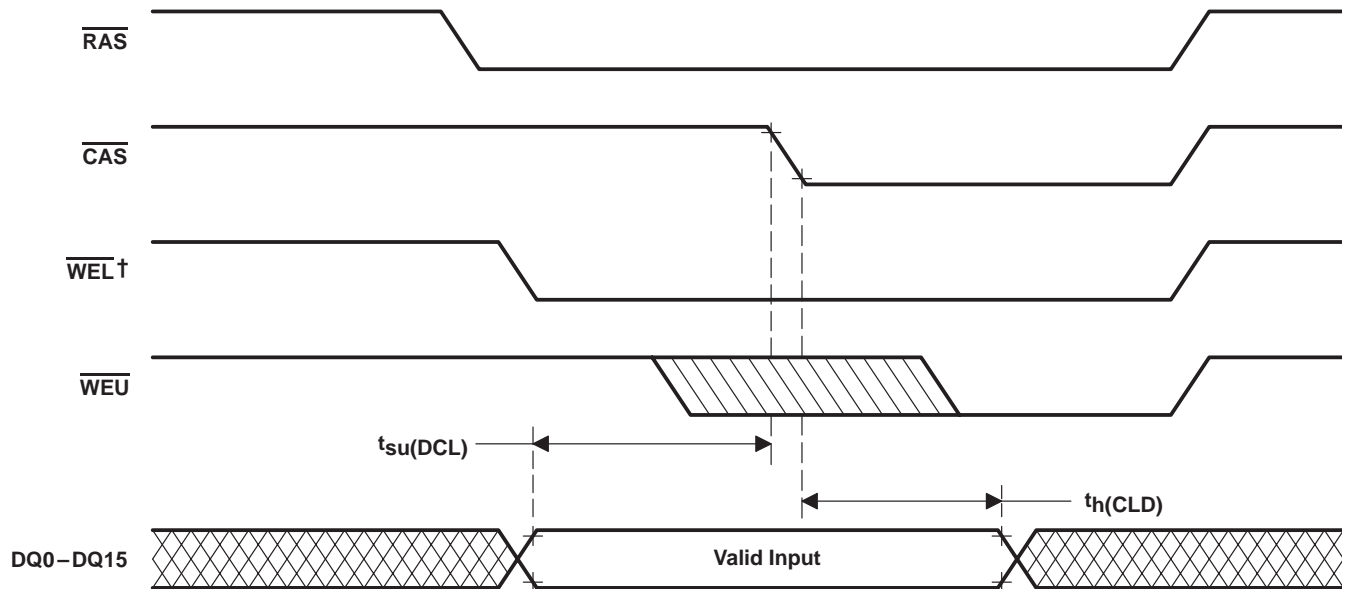 RAS
CAS
WEL†
WEU
tsu(DCL)
th(CLD)
DQ0–DQ15
Valid Input